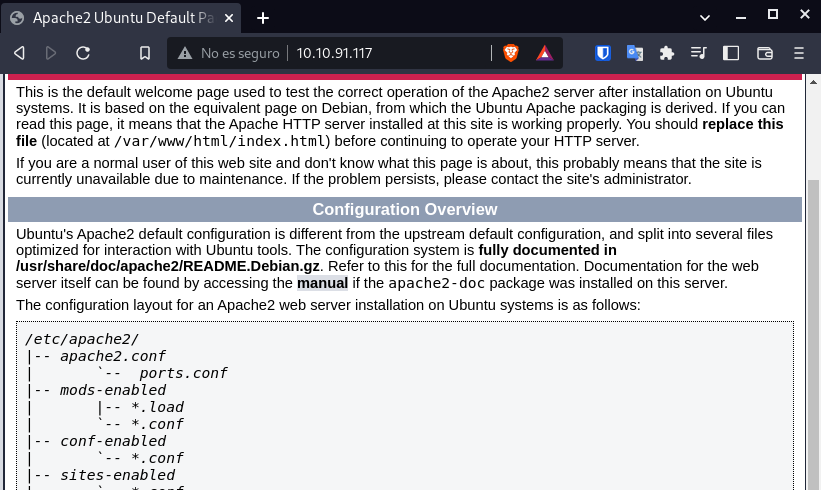 Apache2 Ubuntu Default Pa
No es seguro
10.10.91.117
This is the default welcome page used to test the correct operation of the Apache2 server after installation on Ubuntu
systems. It is based on the equivalent page on Debian, from which the Ubuntu Apache packaging is derived. If you can
read this page, it means that the Apache HTTP server installed at this site is working properly. You should replace this
file (located at /var/www/html/index.html) before continuing to operate your HTTP server.
If you are a normal user of this web site and don't know what this page is about, this probably means that the site is
currently unavailable due to maintenance. If the problem persists, please contact the site's administrator.
Configuration Overview
Ubuntu's Apache2 default configuration is different from the upstream default configuration, and split into several files
optimized for interaction with Ubuntu tools. The configuration system is fully documented in
/usr/share/doc/apache2/README.Debian.gz. Refer to this for the full documentation. Documentation for the web
server itself can be found by accessing the manual if the apache2-doc package was installed on this server.
The configuration layout for an Apache2 web server installation on Ubuntu systems is as follows:
/etc/apache2/
|-- apache2.conf
|       `--  ports.conf
|-- mods-enabled
|       |-- *.load
|       `-- *.conf
|-- conf-enabled
|       `-- *.conf
|-- sites-enabled
|       `-- *.conf